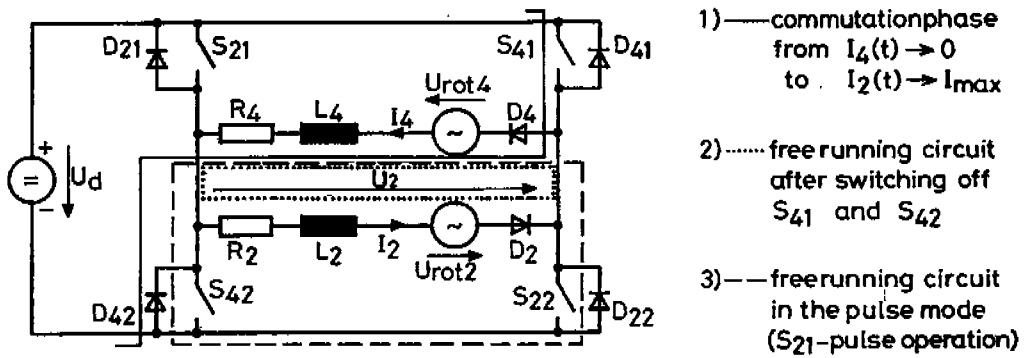 D21
S21
S41
D41
Urot4
R4
L4
I4
D4
+
=
−
Ud
~
U2
R2
L2
I2
~
D2
Urot2
S42
D42
S22
D22
1)—commutationphase
from I4(t)→0
to . I2(t)→Imax
2)······freerunning circuit
after switching off
S41 and S42
3)——freerunning circuit
in the pulse mode
(S21-pulse operation)